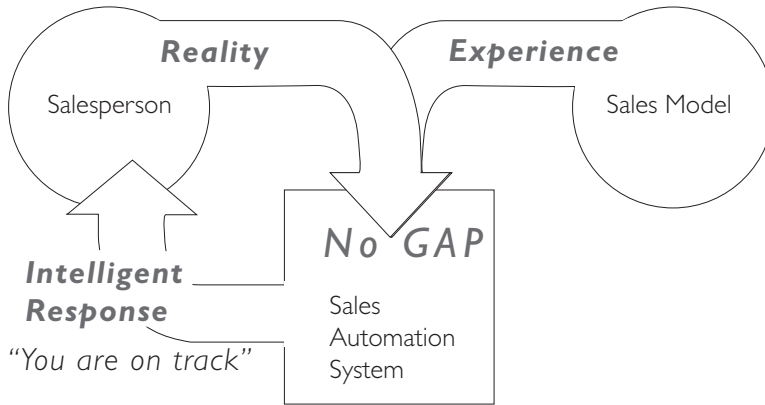 Reality
Experience
Salesperson
Sales Model
No GAP
Intelligent
Response
“You are on track”
Sales
Automation
System